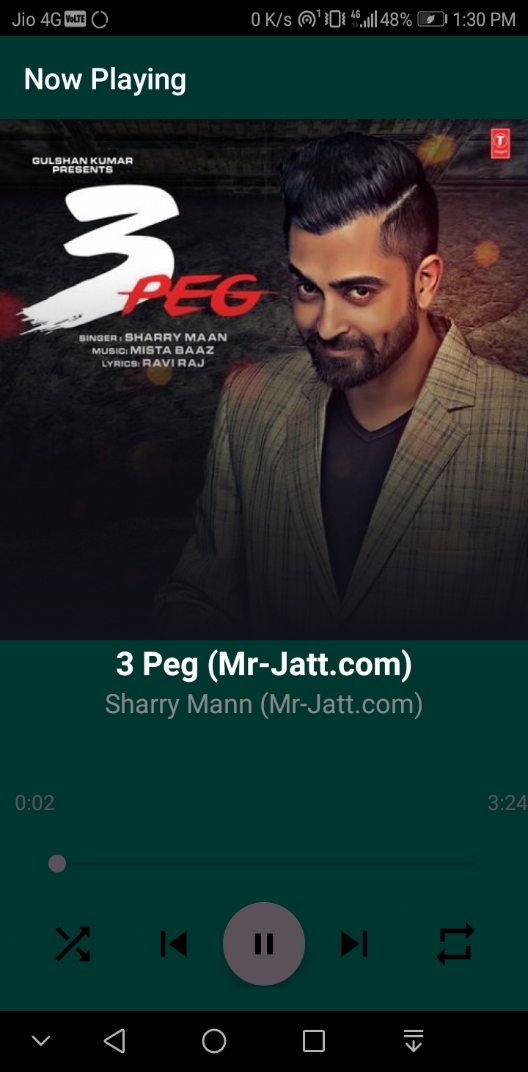 Jio 4G VoLTE 0 K/s 1 4G 48% 1:30 PM
Now Playing
GULSHAN KUMAR
PRESENTS
T
3
PEG
SINGER : SHARRY MAAN
MUSIC: MISTA BAAZ
LYRICS: RAVI RAJ
3 Peg (Mr-Jatt.com)
Sharry Mann (Mr-Jatt.com)
0:02 3:24